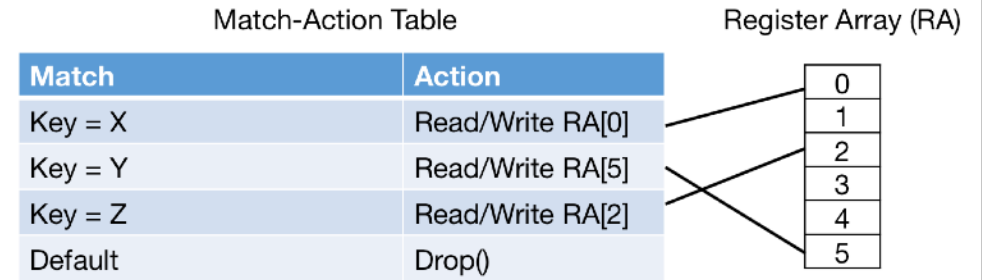 Match-Action Table
Register Array (RA)
Match Action
Key = X Read/Write RA[0]
Key = Y Read/Write RA[5]
Key = Z Read/Write RA[2]
Default Drop()
0
1
2
3
4
5